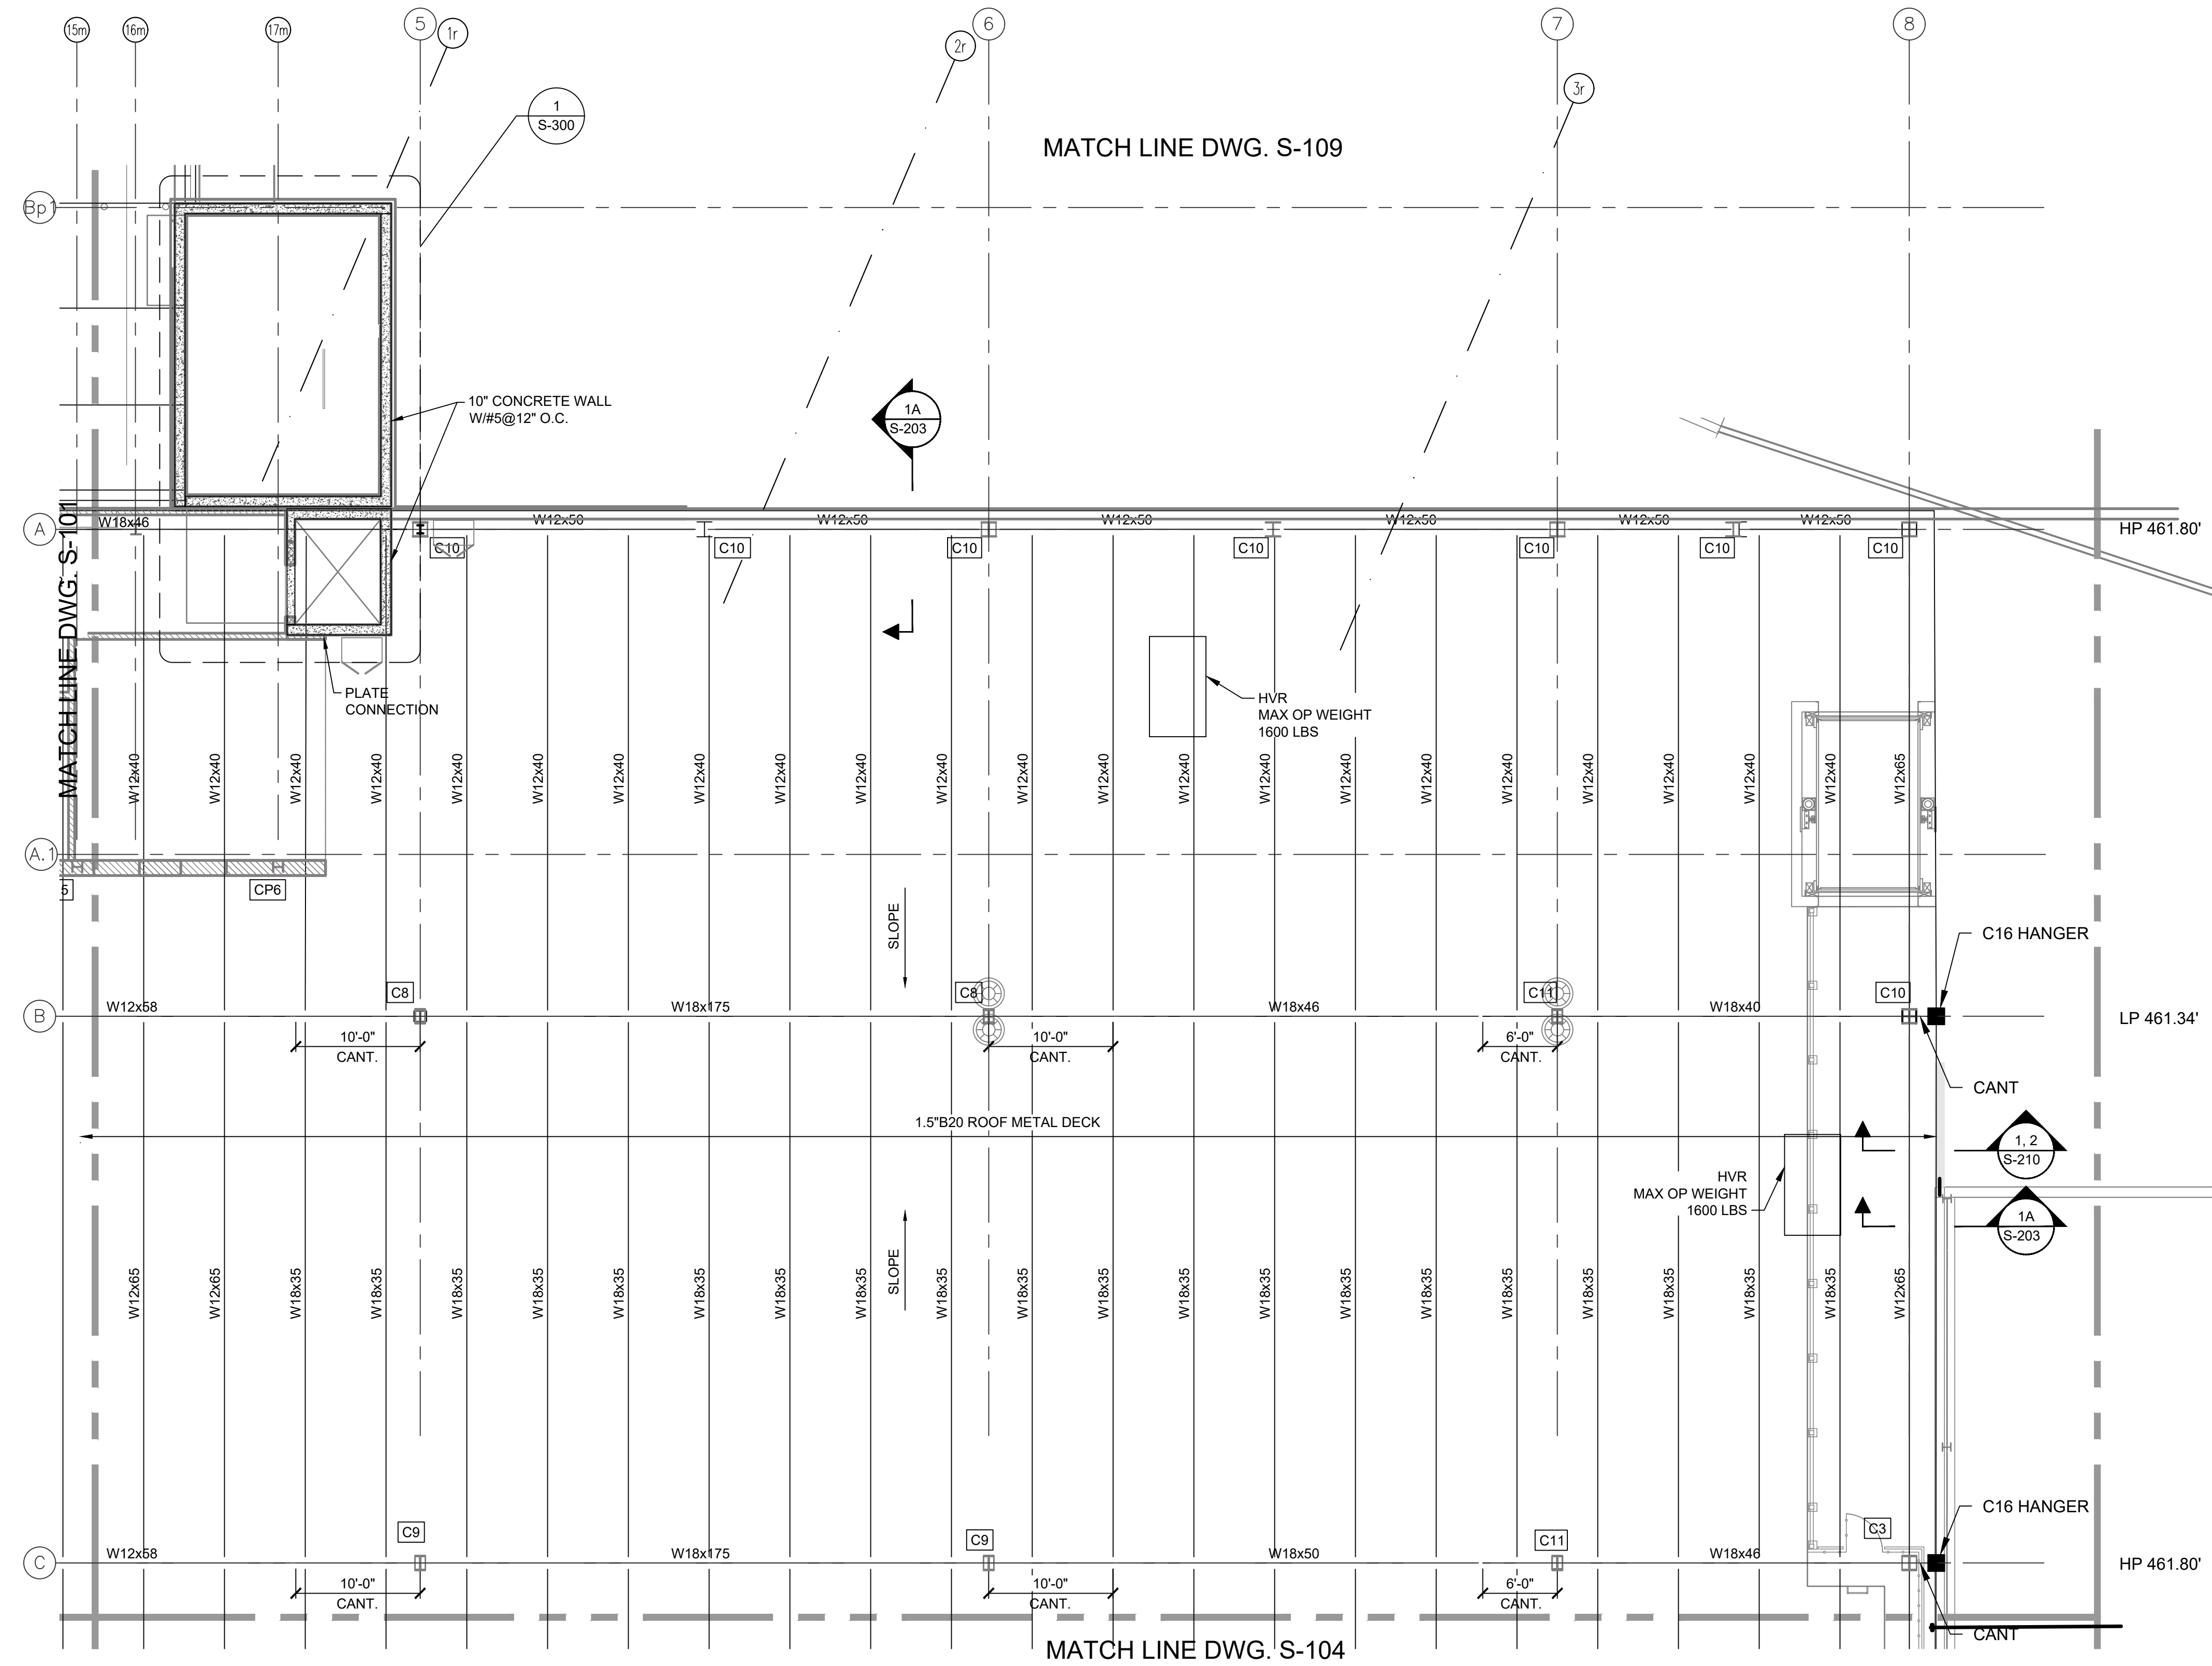 15m 16m 17m 5 1r 2r 6 7 3r 8
1
S-300
MATCH LINE DWG. S-109
Bp1
10" CONCRETE WALL
W/#5@12" O.C.
1A
S-203
MATCH LINE DWG. S-101
A
W18x46 W12x50 W12x50 W12x50 W12x50 W12x50 W12x50
HP 461.80'
C10 C10 C10 C10 C10 C10 C10
PLATE
CONNECTION
HVR
MAX OP WEIGHT
1600 LBS
W12x40 W12x40 W12x40 W12x40 W12x40 W12x40 W12x40 W12x40 W12x40 W12x40 W12x40 W12x40 W12x40 W12x40 W12x40 W12x40 W12x40 W12x40 W12x40 W12x40 W12x40 W12x40 W12x65
A.1
5 CP6
SLOPE
C16 HANGER
C8 C8 C11 C10
B
W12x58 W18x175 W18x46 W18x40
LP 461.34'
10'-0"
CANT.
10'-0"
CANT.
6'-0"
CANT.
CANT
1.5"B20 ROOF METAL DECK
1, 2
S-210
HVR
MAX OP WEIGHT
1600 LBS
1A
S-203
SLOPE
W12x65 W12x65 W18x35 W18x35 W18x35 W18x35 W18x35 W18x35 W18x35 W18x35 W18x35 W18x35 W18x35 W18x35 W18x35 W18x35 W18x35 W18x35 W18x35 W18x35 W18x35 W18x35 W12x65
C16 HANGER
C9 C9 C11 C3
C
W12x58 W18x175 W18x50 W18x46
HP 461.80'
10'-0"
CANT.
10'-0"
CANT.
6'-0"
CANT.
CANT
MATCH LINE DWG. S-104